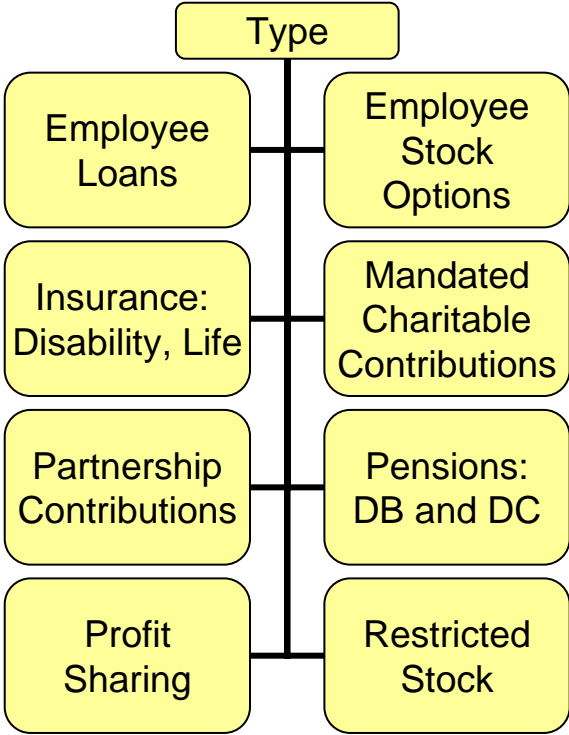 Type
Employee
Loans
Employee
Stock
Options
Insurance:
Disability, Life
Mandated
Charitable
Contributions
Partnership
Contributions
Pensions:
DB and DC
Profit
Sharing
Restricted
Stock